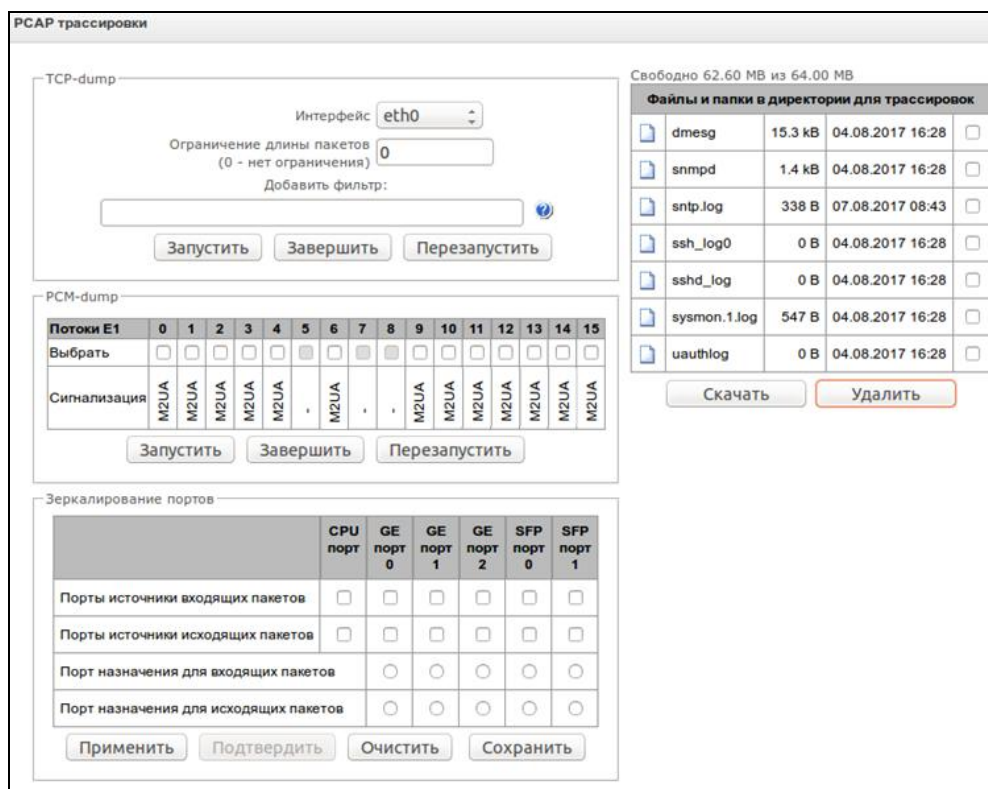 PCAP трассировки
TCP-dump
Интерфейс eth0
Ограничение длины пакетов
(0 - нет ограничения) 0
Добавить фильтр:
?
Запустить Завершить Перезапустить
PCM-dump
Потоки E1 0 1 2 3 4 5 6 7 8 9 10 11 12 13 14 15
Выбрать
Сигнализация M2UA M2UA M2UA M2UA M2UA - M2UA - - M2UA M2UA M2UA M2UA M2UA M2UA M2UA
Запустить Завершить Перезапустить
Зеркалирование портов
CPU порт GE порт 0 GE порт 1 GE порт 2 SFP порт 0 SFP порт 1
Порты источники входящих пакетов
Порты источники исходящих пакетов
Порт назначения для входящих пакетов
Порт назначения для исходящих пакетов
Применить Подтвердить Очистить Сохранить
Свободно 62.60 MB из 64.00 MB
Файлы и папки в директории для трассировок
dmesg 15.3 kB 04.08.2017 16:28
snmpd 1.4 kB 04.08.2017 16:28
sntp.log 338 B 07.08.2017 08:43
ssh_log0 0 B 04.08.2017 16:28
sshd_log 0 B 04.08.2017 16:28
sysmon.1.log 547 B 04.08.2017 16:28
uauthlog 0 B 04.08.2017 16:28
Скачать Удалить